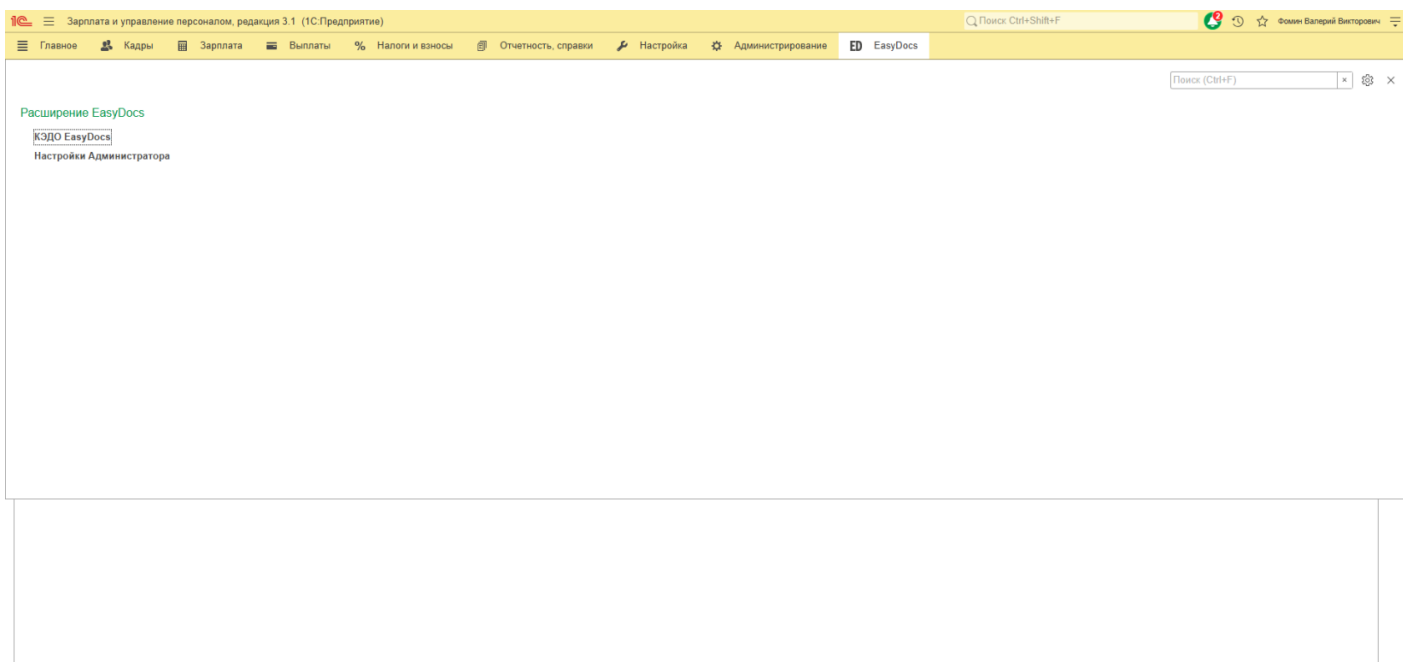 1С Зарплата и управление персоналом, редакция 3.1 (1С:Предприятие) Поиск Ctrl+Shift+F 2 Фомин Валерий Викторович
Главное Кадры Зарплата Выплаты % Налоги и взносы Отчетность, справки Настройка Администрирование ED EasyDocs
Поиск (Ctrl+F) × ×
Расширение EasyDocs
КЭДО EasyDocs
Настройки Администратора